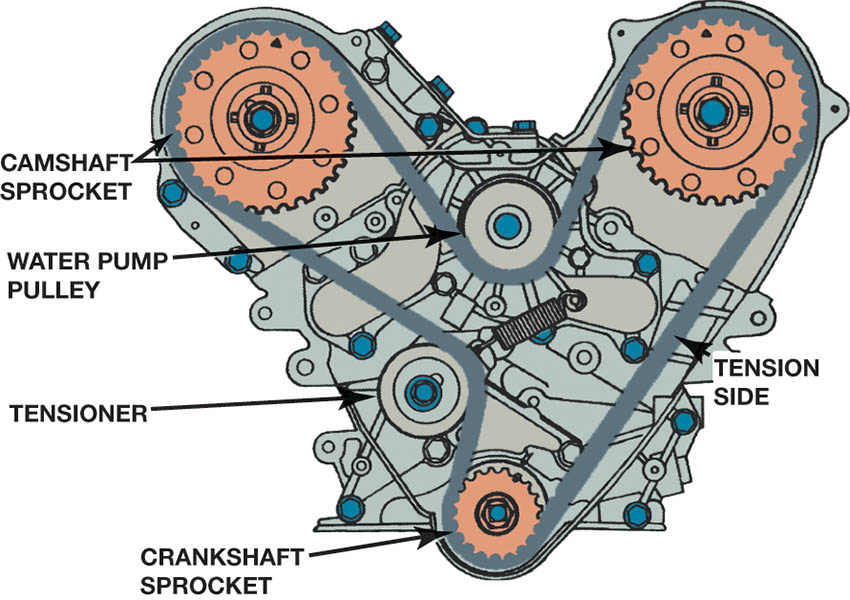 CAMSHAFT
SPROCKET
WATER PUMP
PULLEY
TENSION
SIDE
TENSIONER
CRANKSHAFT
SPROCKET